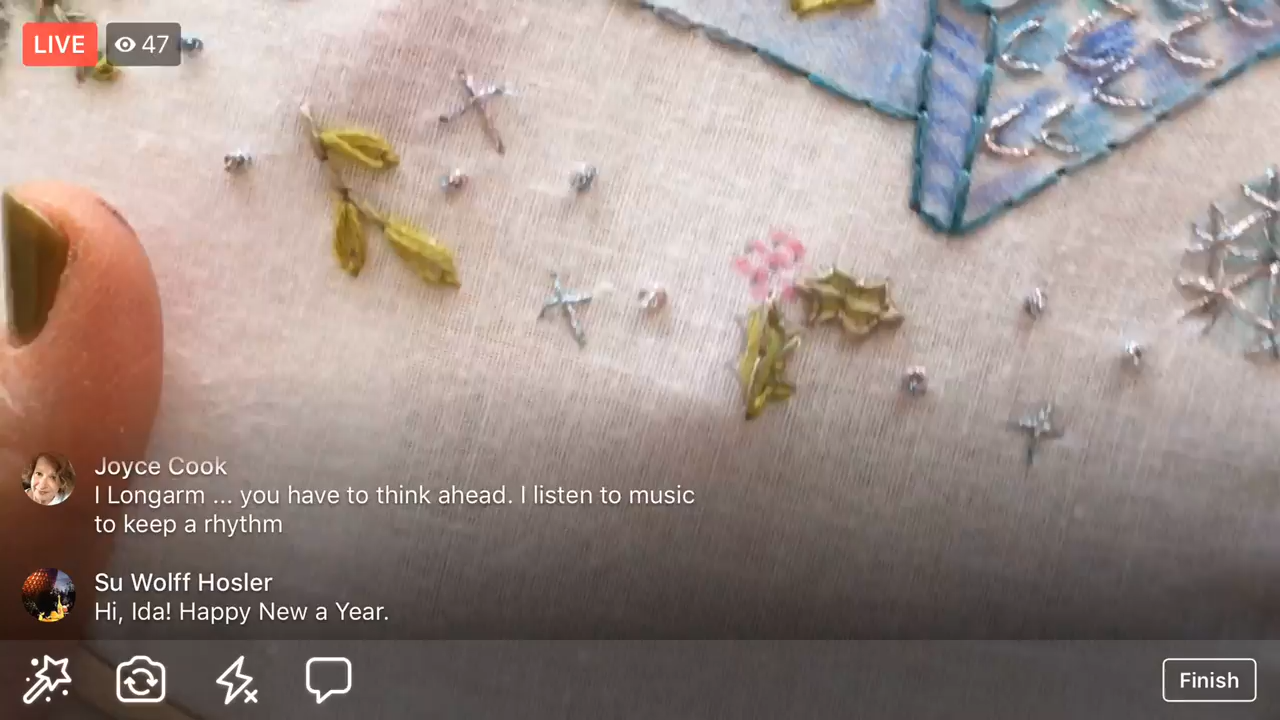 LIVE 47
Joyce Cook
I Longarm ... you have to think ahead. I listen to music
to keep a rhythm
Su Wolff Hosler
Hi, Ida! Happy New a Year.
Finish